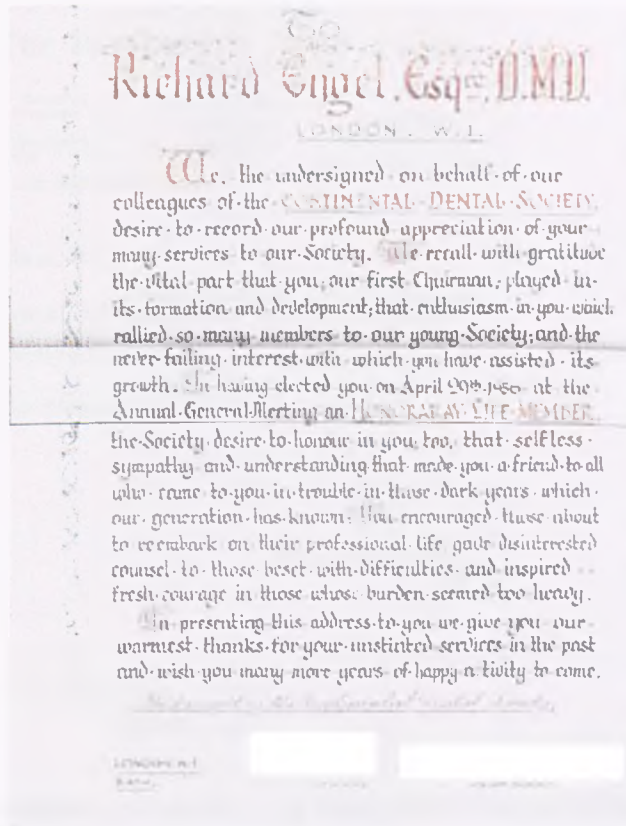 To
Richard Engel, Esqre, D.M.D.
LONDON. W.1.
We, the undersigned on behalf of our
colleagues of the CONTINENTAL DENTAL SOCIETY,
desire to record our profound appreciation of your
many services to our Society. We recall with gratitude
the vital part that you, our first Chairman, played in
its formation and development; that enthusiasm in you which
rallied so many members to our young Society; and the
never failing interest with which you have assisted its
growth. In having elected you on April 29th 1950 at the
Annual General Meeting an HONORARAY LIFE MEMBER,
the Society desire to honour in you too, that selfless
sympathy and understanding that made you a friend to all
who came to you in trouble in those dark years which
our generation has known. You encouraged those about
to reembark on their professional life gave disinterested
counsel to those beset with difficulties and inspired
fresh courage in those whose burden seemed too heavy.
In presenting this address to you we give you our
warmest thanks for your unstinted services in the past
and wish you many more years of happy a tivity to come.
LONDON W.1